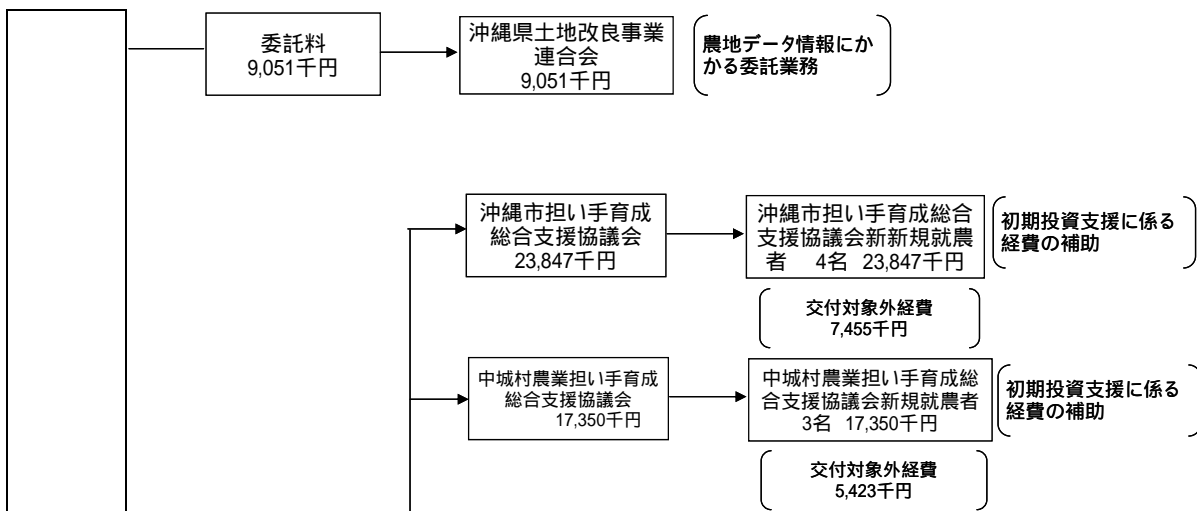 委託料
9,051千円
沖縄県土地改良事業
連合会
9,051千円
農地データ情報にか
かる委託業務
沖縄市担い手育成
総合支援協議会
23,847千円
沖縄市担い手育成総合
支援協議会新新規就農
者 4名 23,847千円
初期投資支援に係る
経費の補助
交付対象外経費
7,455千円
中城村農業担い手育成
総合支援協議会
17,350千円
中城村農業担い手育成総
合支援協議会新規就農者
3名 17,350千円
初期投資支援に係る
経費の補助
交付対象外経費
5,423千円